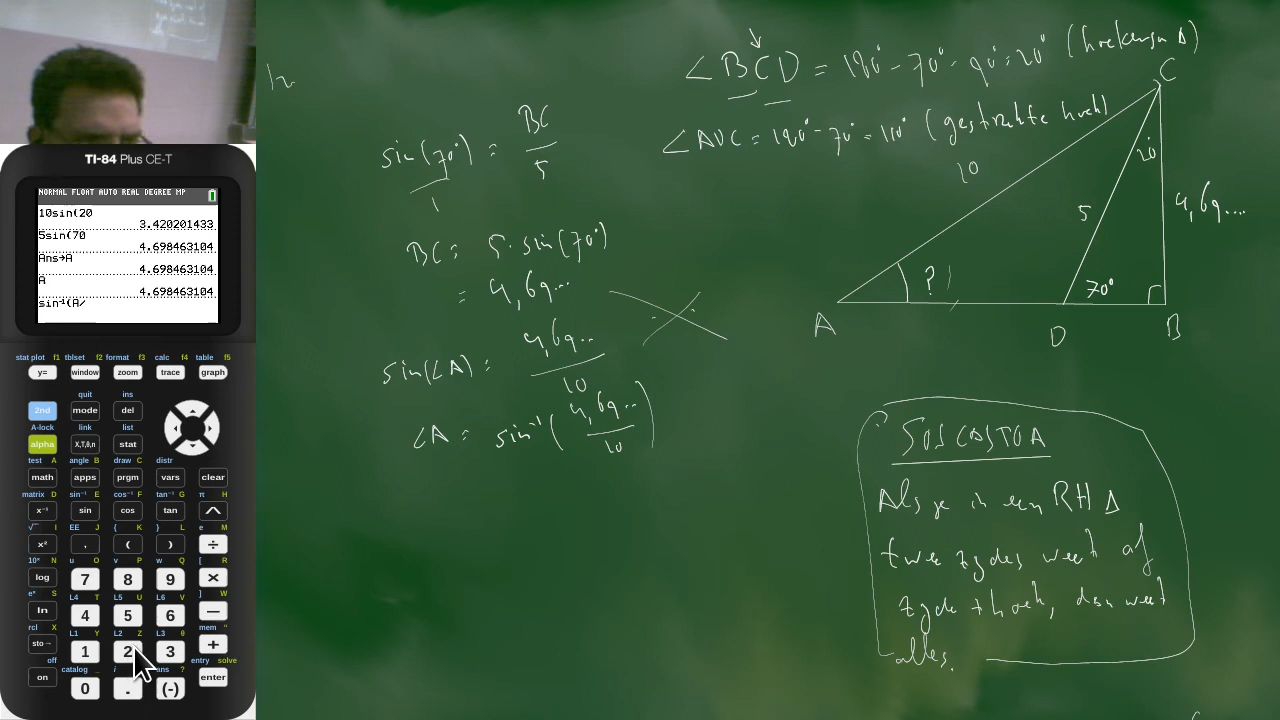 ∠BCD = 180° - 70° - 90° = 20° (hoekensom Δ)
∠ADC = 180° - 70° = 110° (gestrekte hoek)
sin(70°) = BC / 5
1
BC = 5 · sin(70°)
= 4,69...
sin(∠A) = 4,69... / 10
∠A = sin⁻¹(4,69... / 10)
C
20
10
5
4,69...
?
70°
A
D
B
SOS CAS TOA
Als je in een RH Δ
twee zijdes weet of
zijde + hoek, dan weet
alles.
TI-84 Plus CE-T
NORMAL FLOAT AUTO REAL DEGREE MP
10sin(20
3.420201433
5sin(70
4.698463104
Ans→A
4.698463104
A
4.698463104
sin⁻¹(A/
stat plot f1 tblset f2 format f3 calc f4 table f5
y= window zoom trace graph
quit ins
2nd mode del
A-lock link list
alpha X,T,θ,n stat
test A angle B draw C distr
math apps prgm vars clear
matrix D sin⁻¹ E cos⁻¹ F tan⁻¹ G π H
x⁻¹ sin cos tan ^
√ I EE J { K } L e M
x² , ( ) ÷
10ˣ N u O v P w Q [ R
log 7 8 9 ×
eˣ S L4 T L5 U L6 V ] W
ln 4 5 6 —
rcl X L1 Y L2 Z L3 θ mem "
sto→ 1 2 3 +
off catalog i ans ? entry solve
on 0 . (-) enter